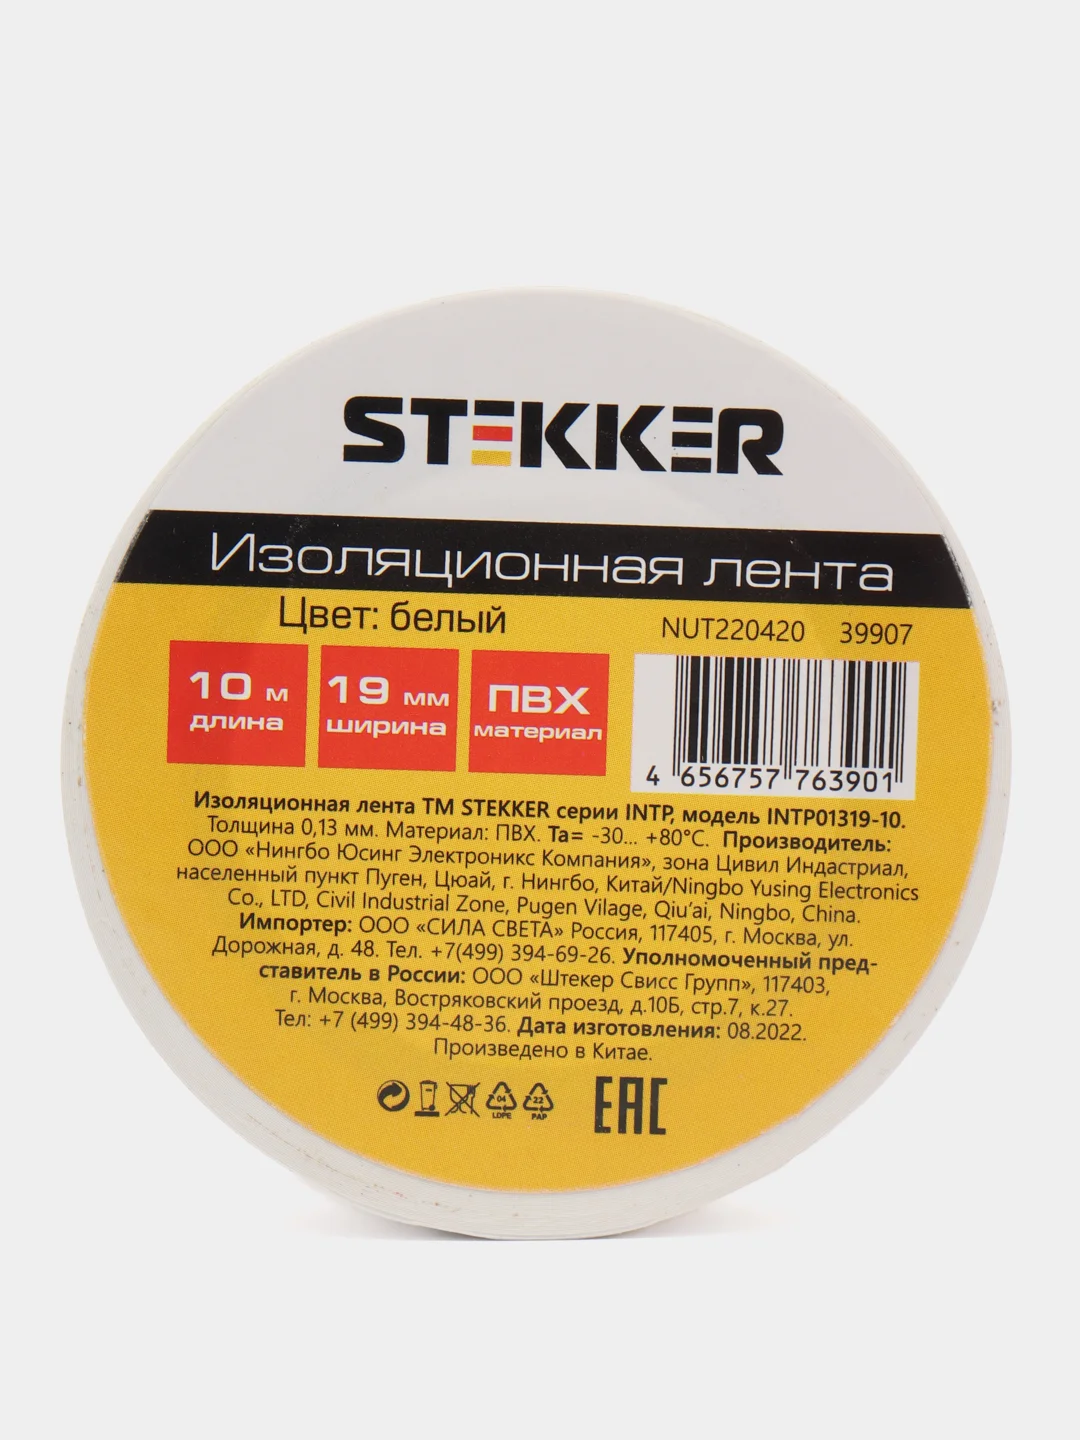 STEKKER
Изоляционная лента
Цвет: белый
NUT220420 39907
10 м
длина
19 мм
ширина
ПВХ
материал
4 656757 763901
Изоляционная лента ТМ STEKKER серии INTP, модель INTP01319-10.
Толщина 0,13 мм. Материал: ПВХ. Ta= -30... +80°C. Производитель:
ООО «Нингбо Юсинг Электроникс Компания», зона Цивил Индастриал,
населенный пункт Пуген, Цюай, г. Нингбо, Китай/Ningbo Yusing Electronics
Co., LTD, Civil Industrial Zone, Pugen Vilage, Qiu'ai, Ningbo, China.
Импортер: ООО «СИЛА СВЕТА» Россия, 117405, г. Москва, ул.
Дорожная, д. 48. Тел. +7(499) 394-69-26. Уполномоченный пред-
ставитель в России: ООО «Штекер Свисс Групп», 117403,
г. Москва, Востряковский проезд, д.10Б, стр.7, к.27.
Тел: +7 (499) 394-48-36. Дата изготовления: 08.2022.
Произведено в Китае.
04
LDPE
22
PAP
EAC